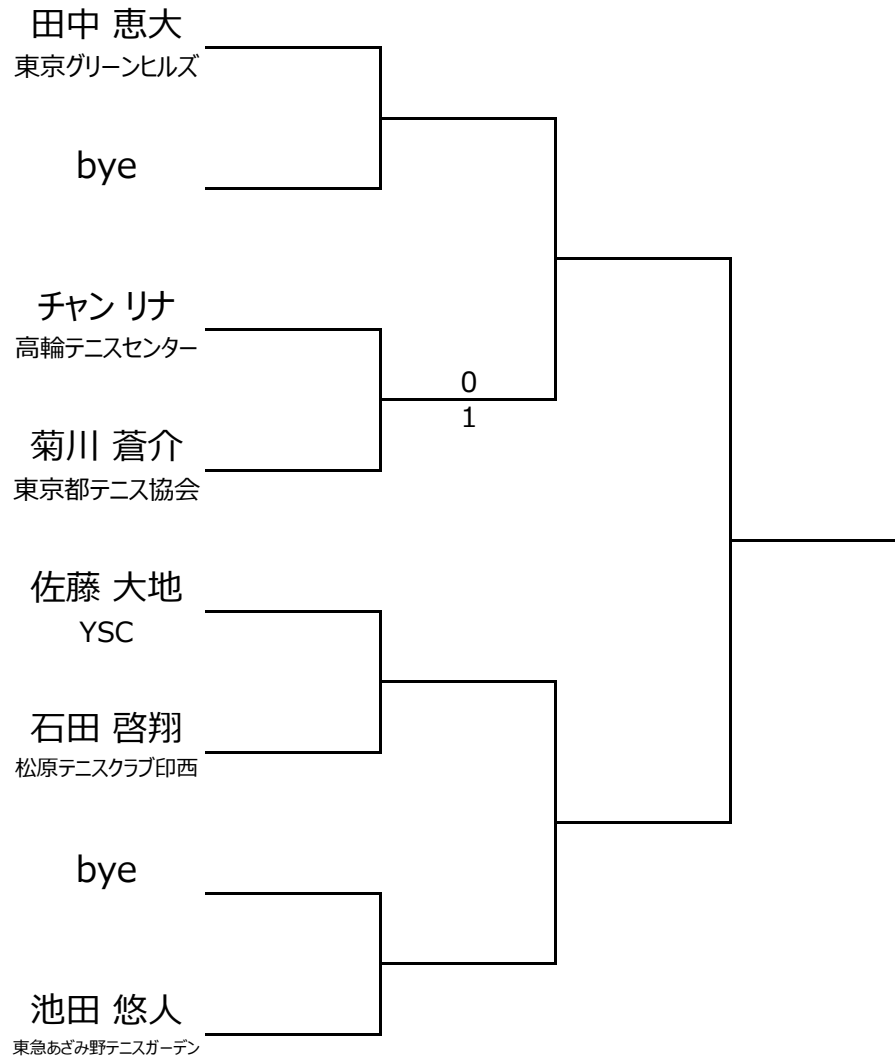 田中 恵大
東京グリーンヒルズ
bye
チャン リナ
高輪テニスセンター
0
1
菊川 蒼介
東京都テニス協会
佐藤 大地
YSC
石田 啓翔
松原テニスクラブ印西
bye
池田 悠人
東急あざみ野テニスガーデン